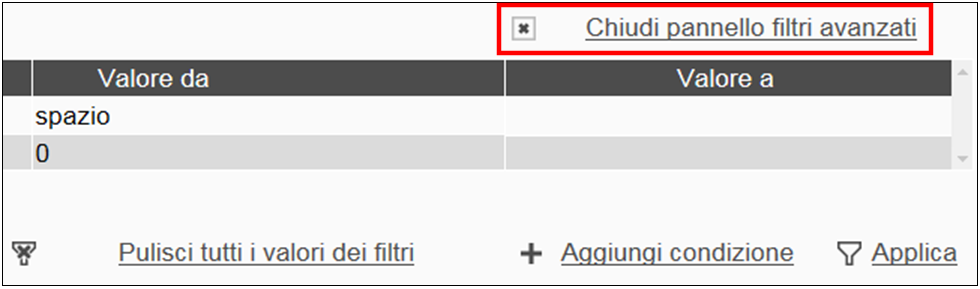 Chiudi pannello filtri avanzati
Valore da Valore a
spazio
0
Pulisci tutti i valori dei filtri Aggiungi condizione Applica